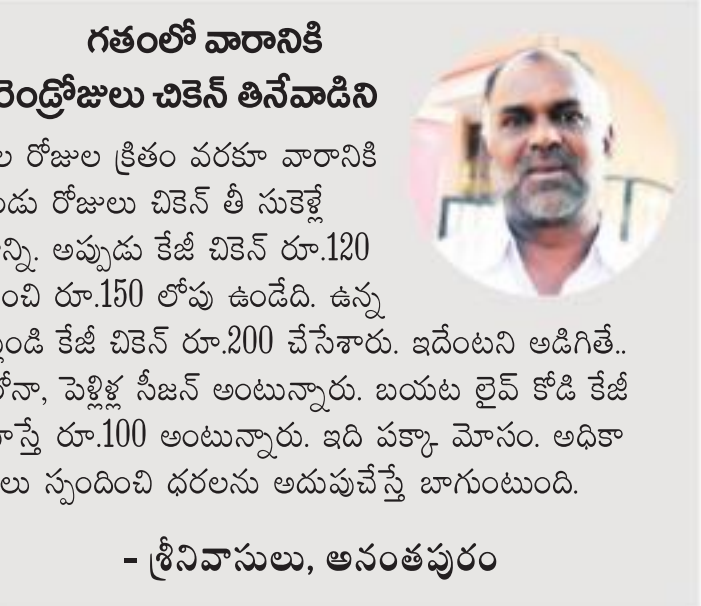 గతంలో వారానికి
రెండ్రోజులు చికెన్ తినేవాడిని
రోజుల క్రితం వరకూ వారానికి
రోజులు చికెన్ తీ సుకెళ్లే
అప్పుడు కేజీ చికెన్ రూ.120
రూ.150 లోపు ఉండేది. ఉన్న
కేజీ చికెన్ రూ.200 చేసేశారు. ఇదేంటని అడిగితే..
పెళ్లిళ్ల సీజన్ అంటున్నారు. బయట లైవ్ కోడి కేజీ
రూ.100 అంటున్నారు. ఇది పక్కా మోసం. అధికా
లు స్పందించి ధరలను అదుపుచేస్తే బాగుంటుంది.
- శ్రీనివాసులు, అనంతపురం